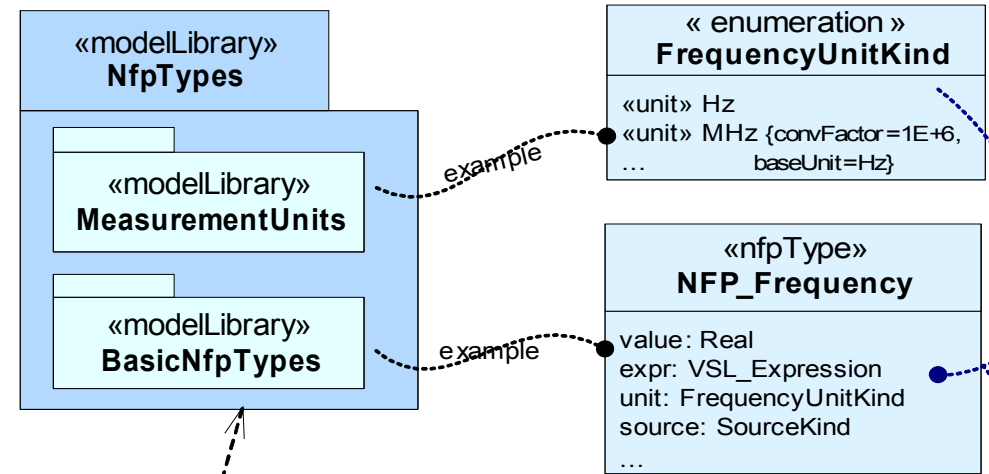 «modelLibrary»
NfpTypes
«modelLibrary»
MeasurementUnits
«modelLibrary»
BasicNfpTypes
example
example
« enumeration »
FrequencyUnitKind
«unit» Hz
«unit» MHz {convFactor=1E+6,
... baseUnit=Hz}
«nfpType»
NFP_Frequency
value: Real
expr: VSL_Expression
unit: FrequencyUnitKind
source: SourceKind
...